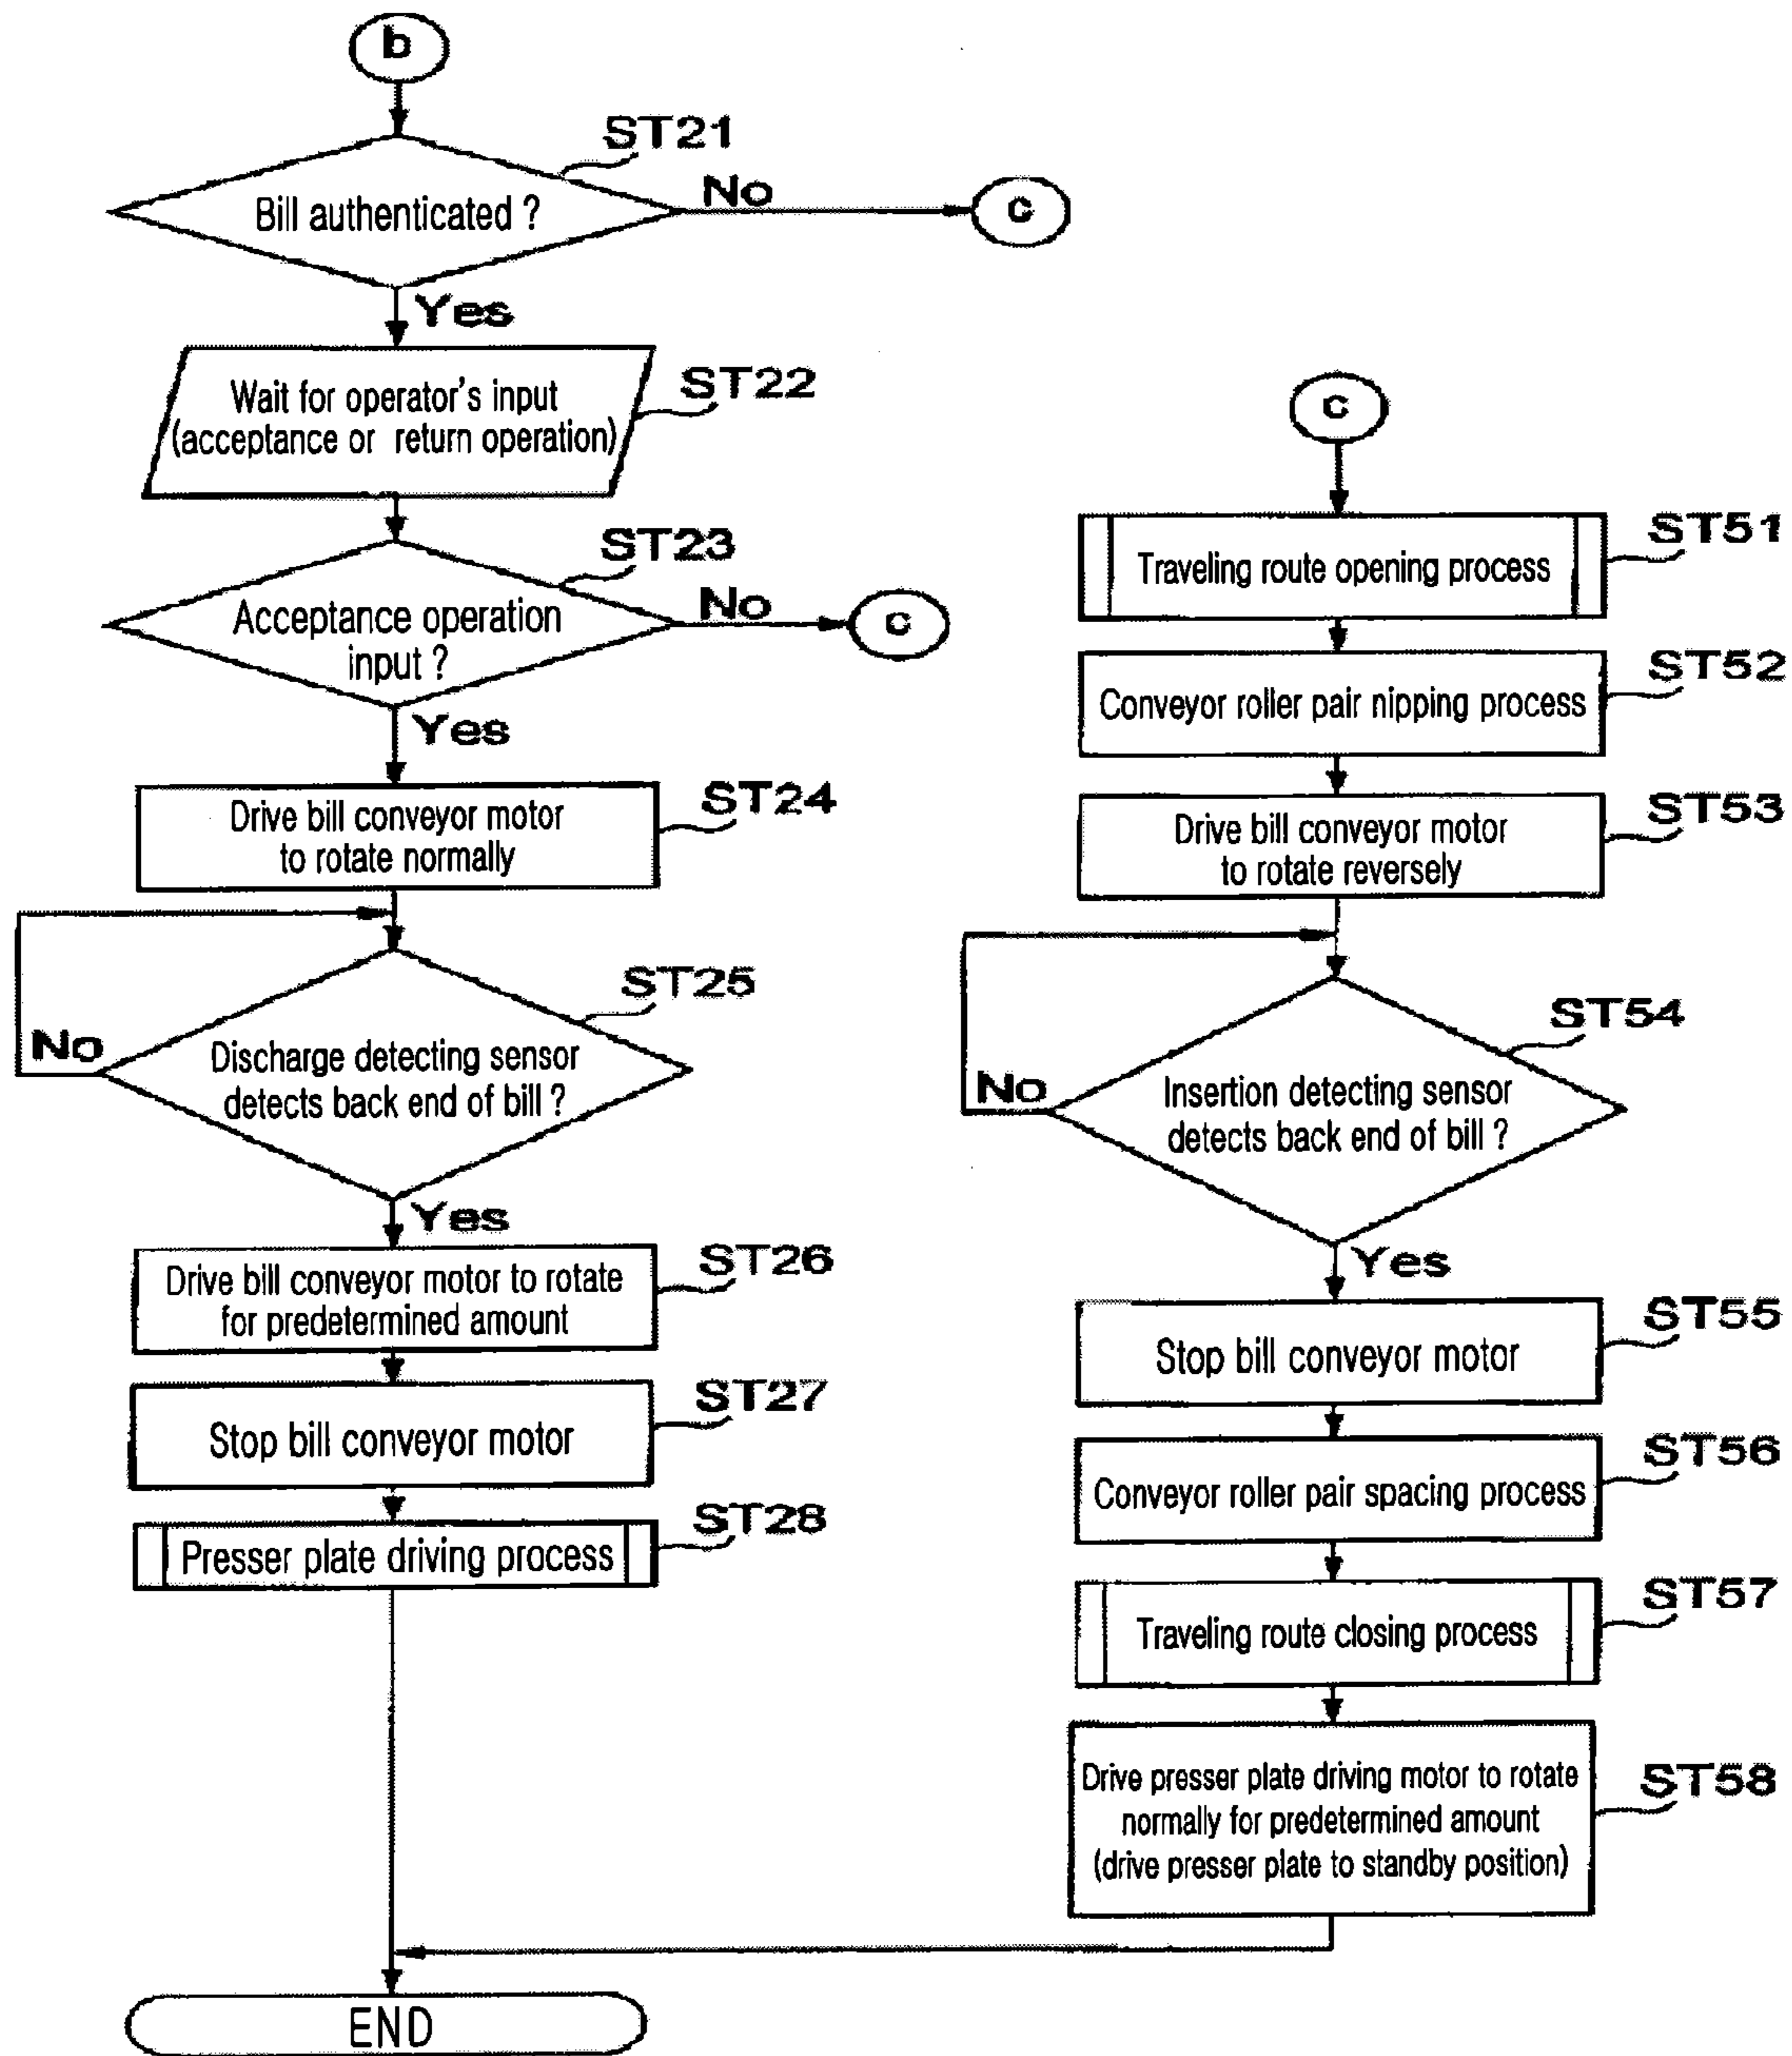 b
ST21
Bill authenticated ?
No
c
Yes
ST22
Wait for operator's input
(acceptance or return operation)
ST23
Acceptance operation
input ?
No
c
Yes
ST24
Drive bill conveyor motor
to rotate normally
ST25
No
Discharge detecting sensor
detects back end of bill ?
Yes
ST26
Drive bill conveyor motor to rotate
for predetermined amount
ST27
Stop bill conveyor motor
ST28
Presser plate driving process
c
ST51
Traveling route opening process
ST52
Conveyor roller pair nipping process
ST53
Drive bill conveyor motor
to rotate reversely
ST54
No
Insertion detecting sensor
detects back end of bill ?
Yes
ST55
Stop bill conveyor motor
ST56
Conveyor roller pair spacing process
ST57
Traveling route closing process
ST58
Drive presser plate driving motor to rotate
normally for predetermined amount
(drive presser plate to standby position)
END